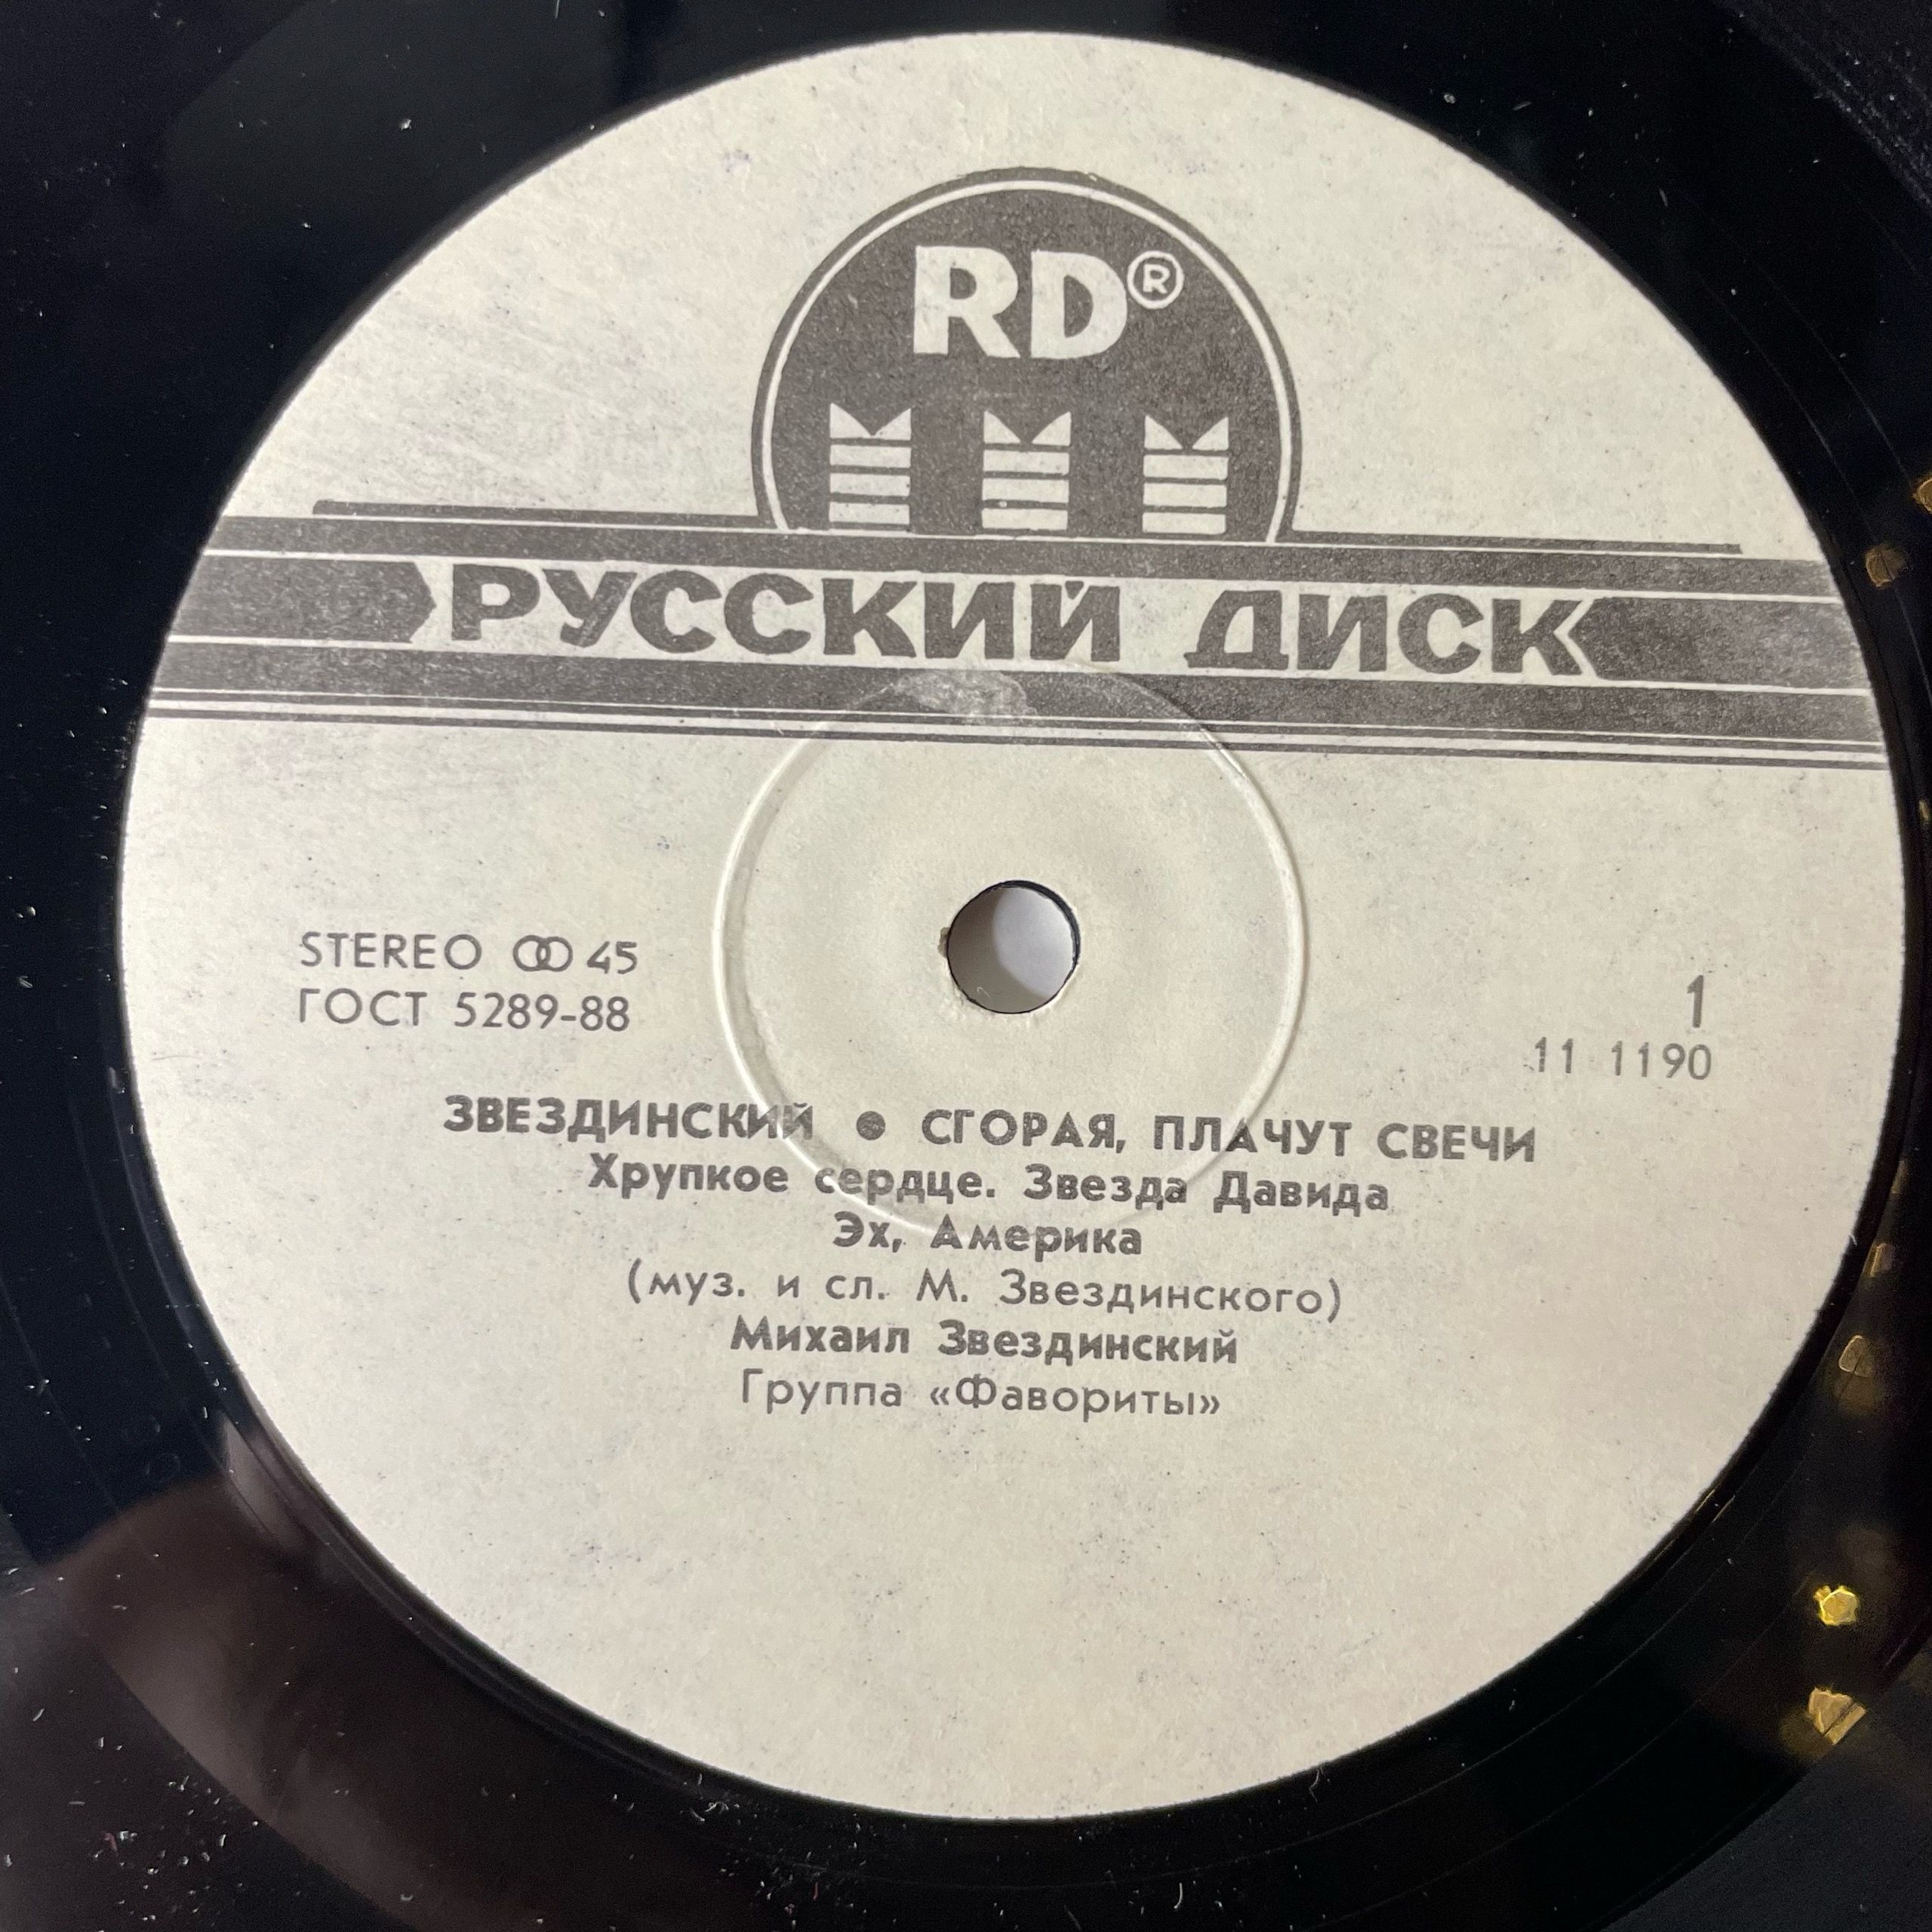 RD®
РУССКИЙ ДИСК
STEREO 45
ГОСТ 5289-88
1
11 1190
ЗВЕЗДИНСКИЙ ● СГОРАЯ, ПЛАЧУТ СВЕЧИ
Хрупкое сердце. Звезда Давида
Эх, Америка
(муз. и сл. М. Звездинского)
Михаил Звездинский
Группа «Фавориты»